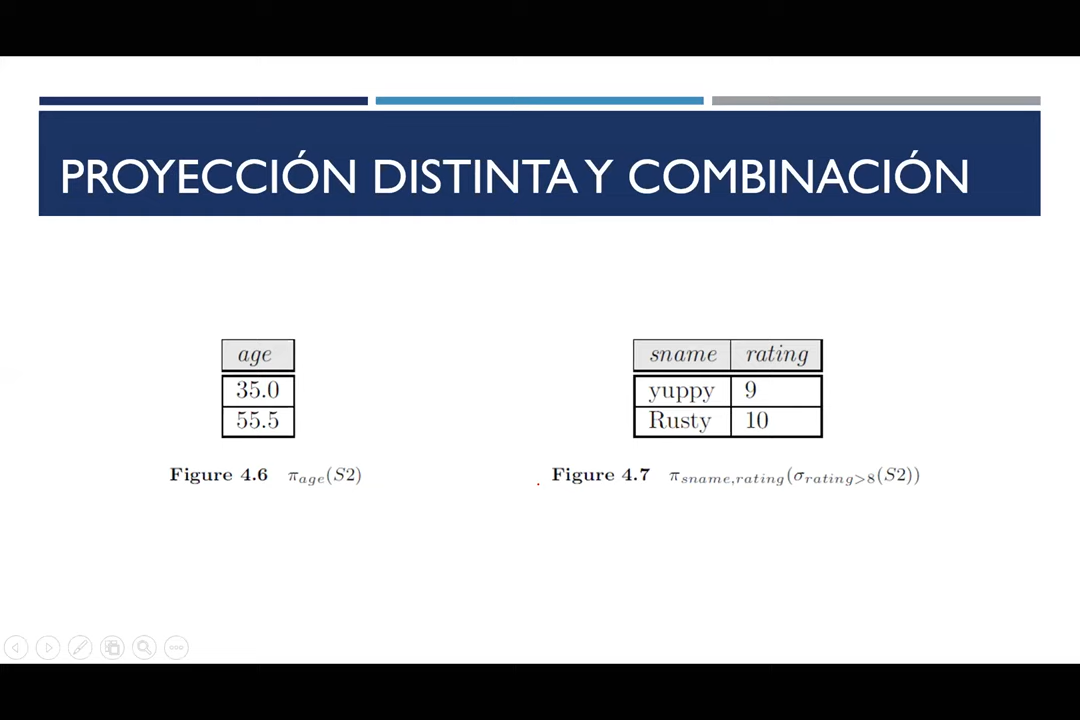 PROYECCIÓN DISTINTA Y COMBINACIÓN
age
35.0
55.5
Figure 4.6 π_age(S2)
sname rating
yuppy 9
Rusty 10
Figure 4.7 π_sname,rating(σ_rating>8(S2))